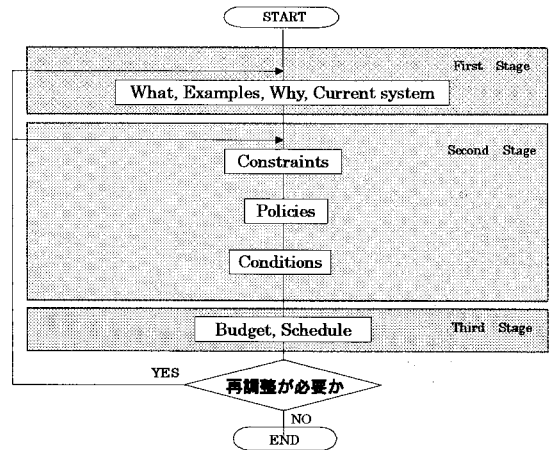 START
First Stage
What, Examples, Why, Current system
Second Stage
Constraints
Policies
Conditions
Budget, Schedule
Third Stage
YES
再調整が必要か
NO
END